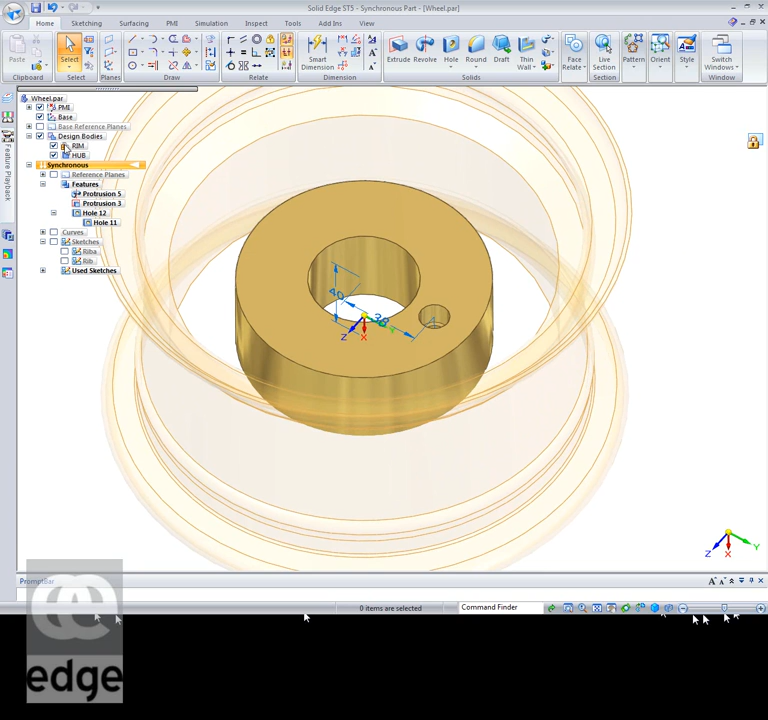 Solid Edge ST5 - Synchronous Part - [Wheel.par]
Home Sketching Surfacing PMI Simulation Inspect Tools Add Ins View
Paste Select Smart Dimension Extrude Revolve Hole Round Draft Thin Wall Face Relate Live Section Pattern Orient Style Switch Windows
Clipboard Select Planes Draw Relate Dimension Solids Section Window
Wheel.par
PMI
Base
Base Reference Planes
Design Bodies
RIM
HUB
Synchronous
Reference Planes
Features
Protrusion 5
Protrusion 3
Hole 12
Hole 11
Curves
Sketches
Riba
Rib
Used Sketches
Feature Playback
40
Z X Y
Z X Y
PromptBar
0 items are selected
Command Finder
edge